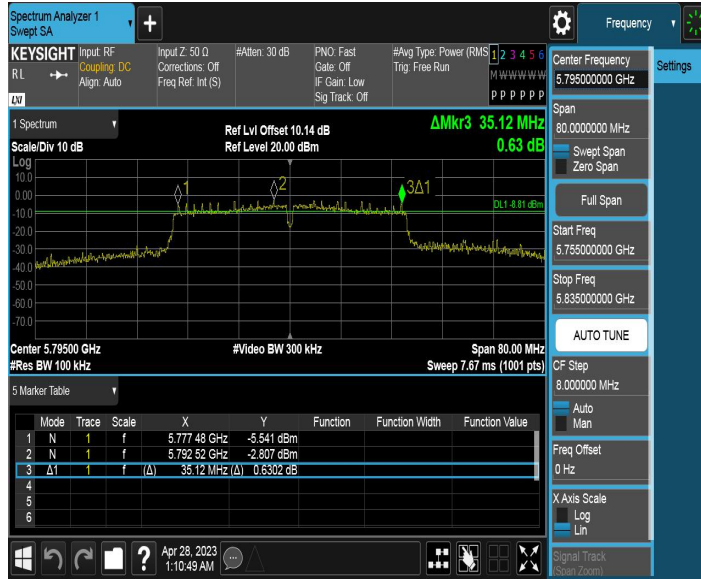 Spectrum Analyzer 1
Swept SA
Frequency
KEYSIGHT
RL
LXI
Input: RF
Coupling: DC
Align: Auto
Input Z: 50 Ω
Corrections: Off
Freq Ref: Int (S)
#Atten: 30 dB
PNO: Fast
Gate: Off
IF Gain: Low
Sig Track: Off
#Avg Type: Power (RMS
Trig: Free Run
1 2 3 4 5 6
M W W W W W
P P P P P P
1 Spectrum
Scale/Div 10 dB
Ref Lvl Offset 10.14 dB
Ref Level 20.00 dBm
ΔMkr3 35.12 MHz
0.63 dB
Log
10.0
0.00
-10.0
-20.0
-30.0
-40.0
-50.0
-60.0
-70.0
1
2
3Δ1
DL1 -8.81 dBm
Center 5.79500 GHz
#Video BW 300 kHz
Span 80.00 MHz
#Res BW 100 kHz
Sweep 7.67 ms (1001 pts)
5 Marker Table
Mode Trace Scale X Y Function Function Width Function Value
1 N 1 f 5.777 48 GHz -5.541 dBm
2 N 1 f 5.792 52 GHz -2.807 dBm
3 Δ1 1 f (Δ) 35.12 MHz (Δ) 0.6302 dB
4
5
6
Apr 28, 2023
1:10:49 AM
?
Settings
Center Frequency
5.795000000 GHz
Span
80.0000000 MHz
Swept Span
Zero Span
Full Span
Start Freq
5.755000000 GHz
Stop Freq
5.835000000 GHz
AUTO TUNE
CF Step
8.000000 MHz
Auto
Man
Freq Offset
0 Hz
X Axis Scale
Log
Lin
Signal Track
(Span Zoom)